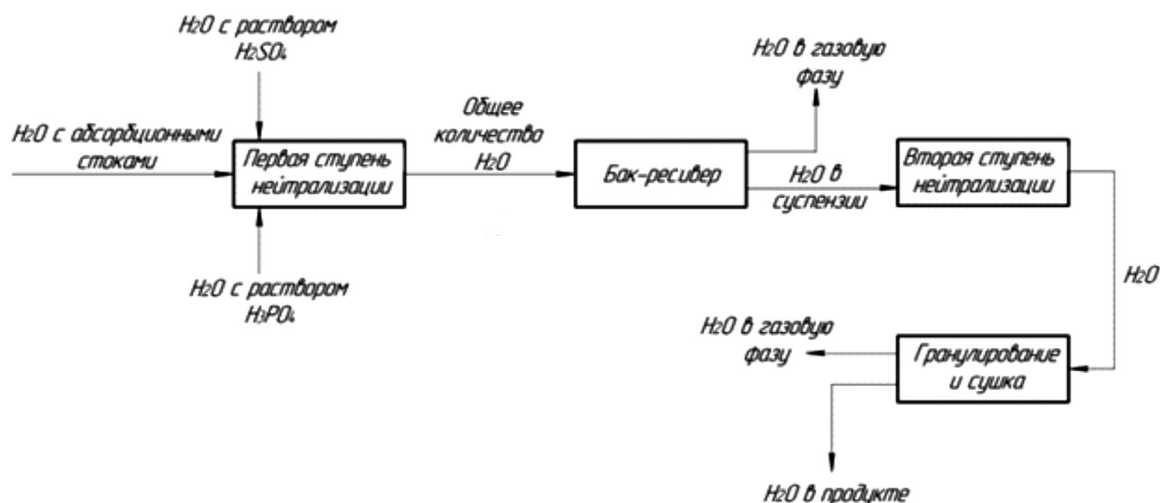 H2O с раствором
H2SO4
H2O с абсорбционными
стоками
Первая ступень
нейтрализации
H2O с раствором
H3PO4
Общее
количество
H2O
Бак-ресивер
H2O в газовую
фазу
H2O в
суспензии
Вторая ступень
нейтрализации
H2O
Гранулирование
и сушка
H2O в газовую
фазу
H2O в продукте